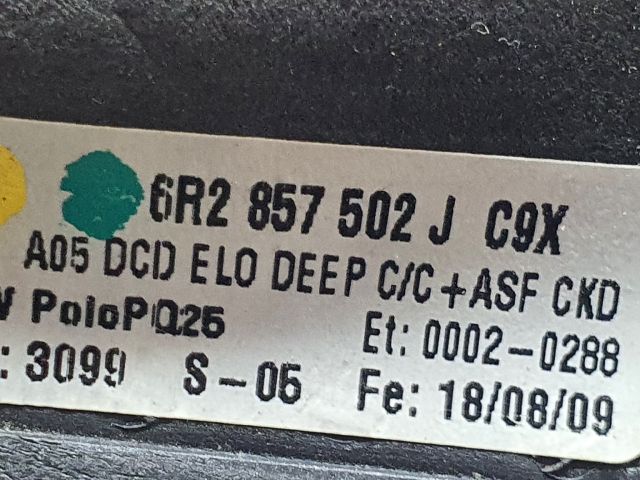 6R2 857 502 J C9X
A05 DCD ELO DEEP C/C+ASF CKD
PoloPQ25 Et: 0002-0288
: 3099 S-05 Fe: 18/08/09